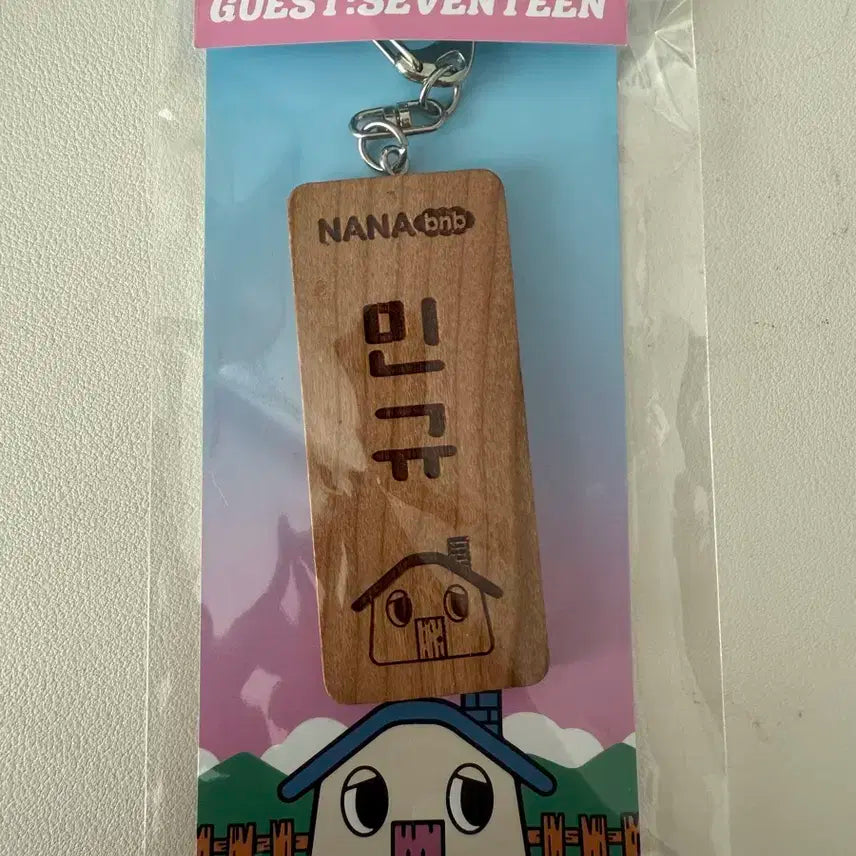 GUEST:SEVENTEEN
NANA bnb
민
규